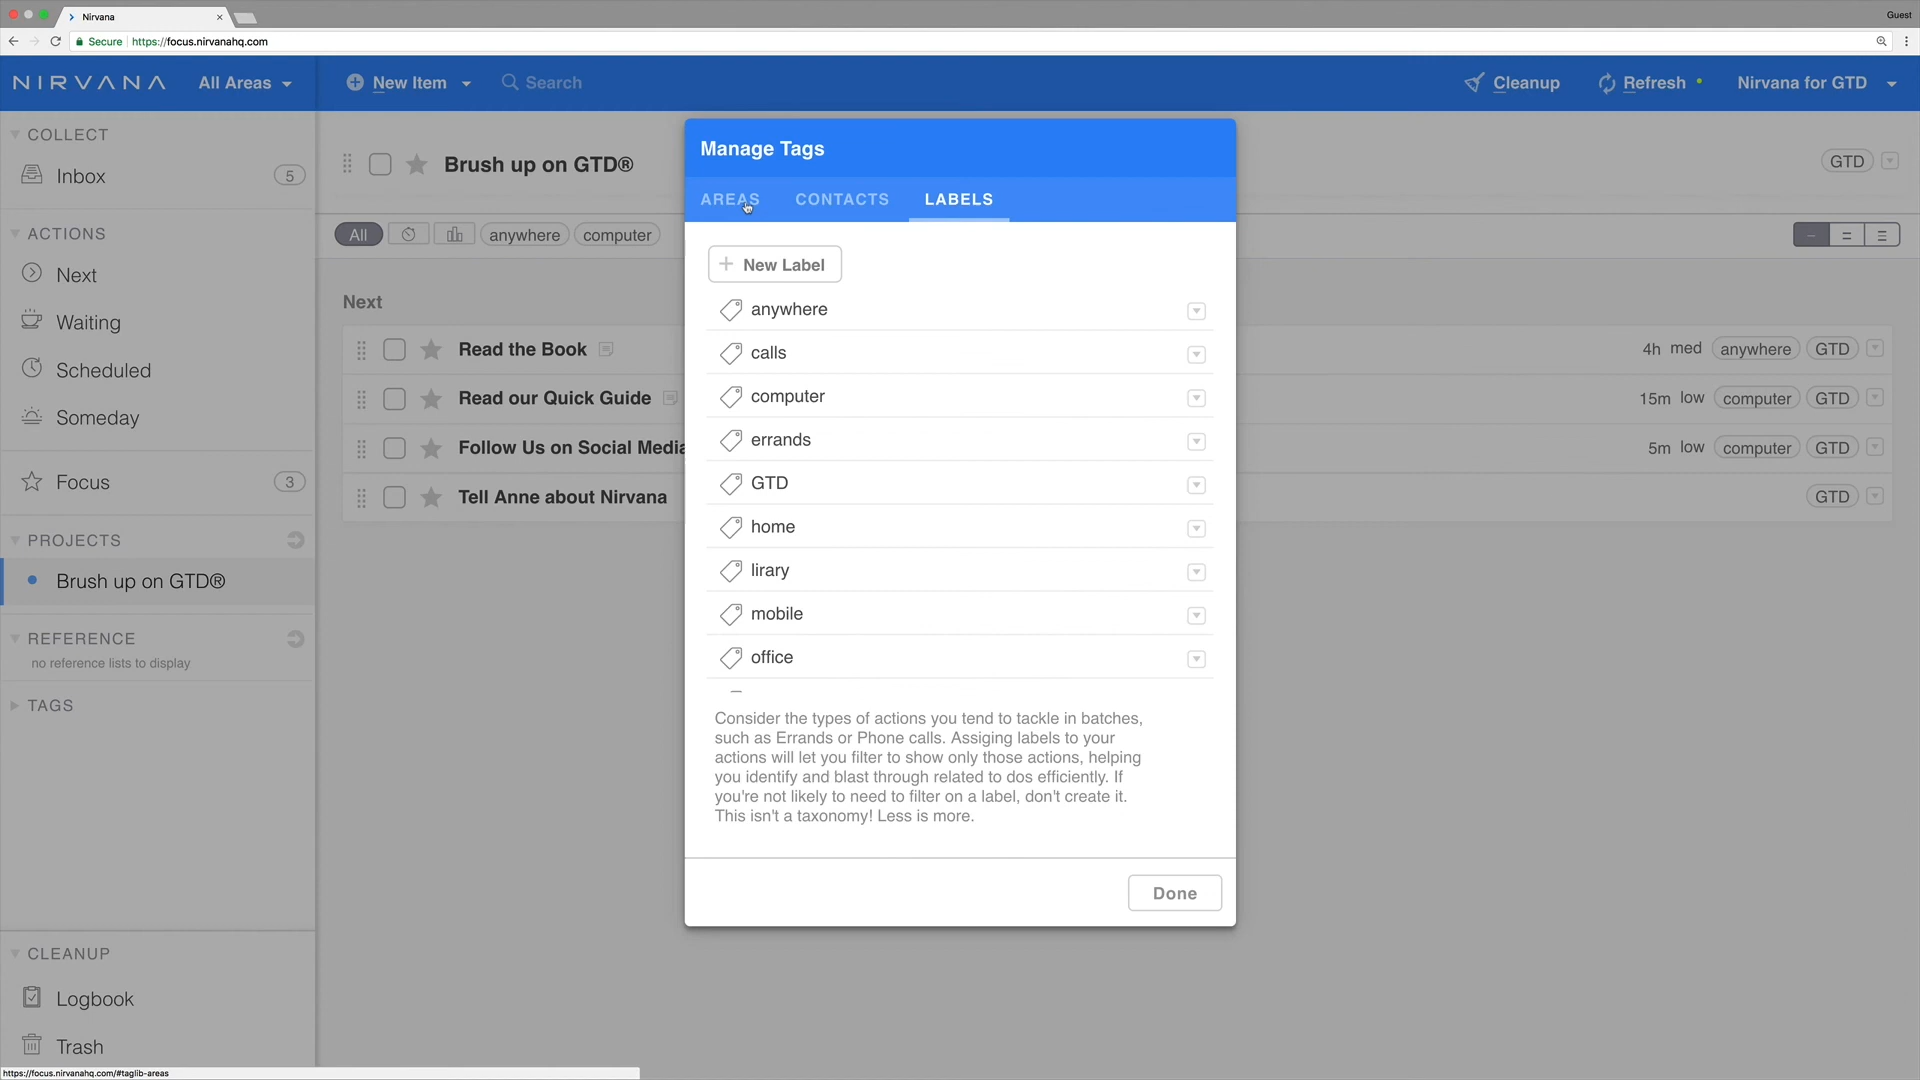 Nirvana
Guest
Secure https://focus.nirvanahq.com
NIRVANA All Areas New Item Search Cleanup Refresh Nirvana for GTD
COLLECT
Inbox 5
ACTIONS
Next
Waiting
Scheduled
Someday
Focus 3
PROJECTS
Brush up on GTD®
REFERENCE
no reference lists to display
TAGS
CLEANUP
Logbook
Trash
https://focus.nirvanahq.com/#taglib-areas
Brush up on GTD® GTD
All anywhere computer
Next
Read the Book 4h med anywhere GTD
Read our Quick Guide 15m low computer GTD
Follow Us on Social Media 5m low computer GTD
Tell Anne about Nirvana GTD
Manage Tags
AREAS CONTACTS LABELS
+ New Label
anywhere
calls
computer
errands
GTD
home
lirary
mobile
office
Consider the types of actions you tend to tackle in batches,
such as Errands or Phone calls. Assiging labels to your
actions will let you filter to show only those actions, helping
you identify and blast through related to dos efficiently. If
you're not likely to need to filter on a label, don't create it.
This isn't a taxonomy! Less is more.
Done